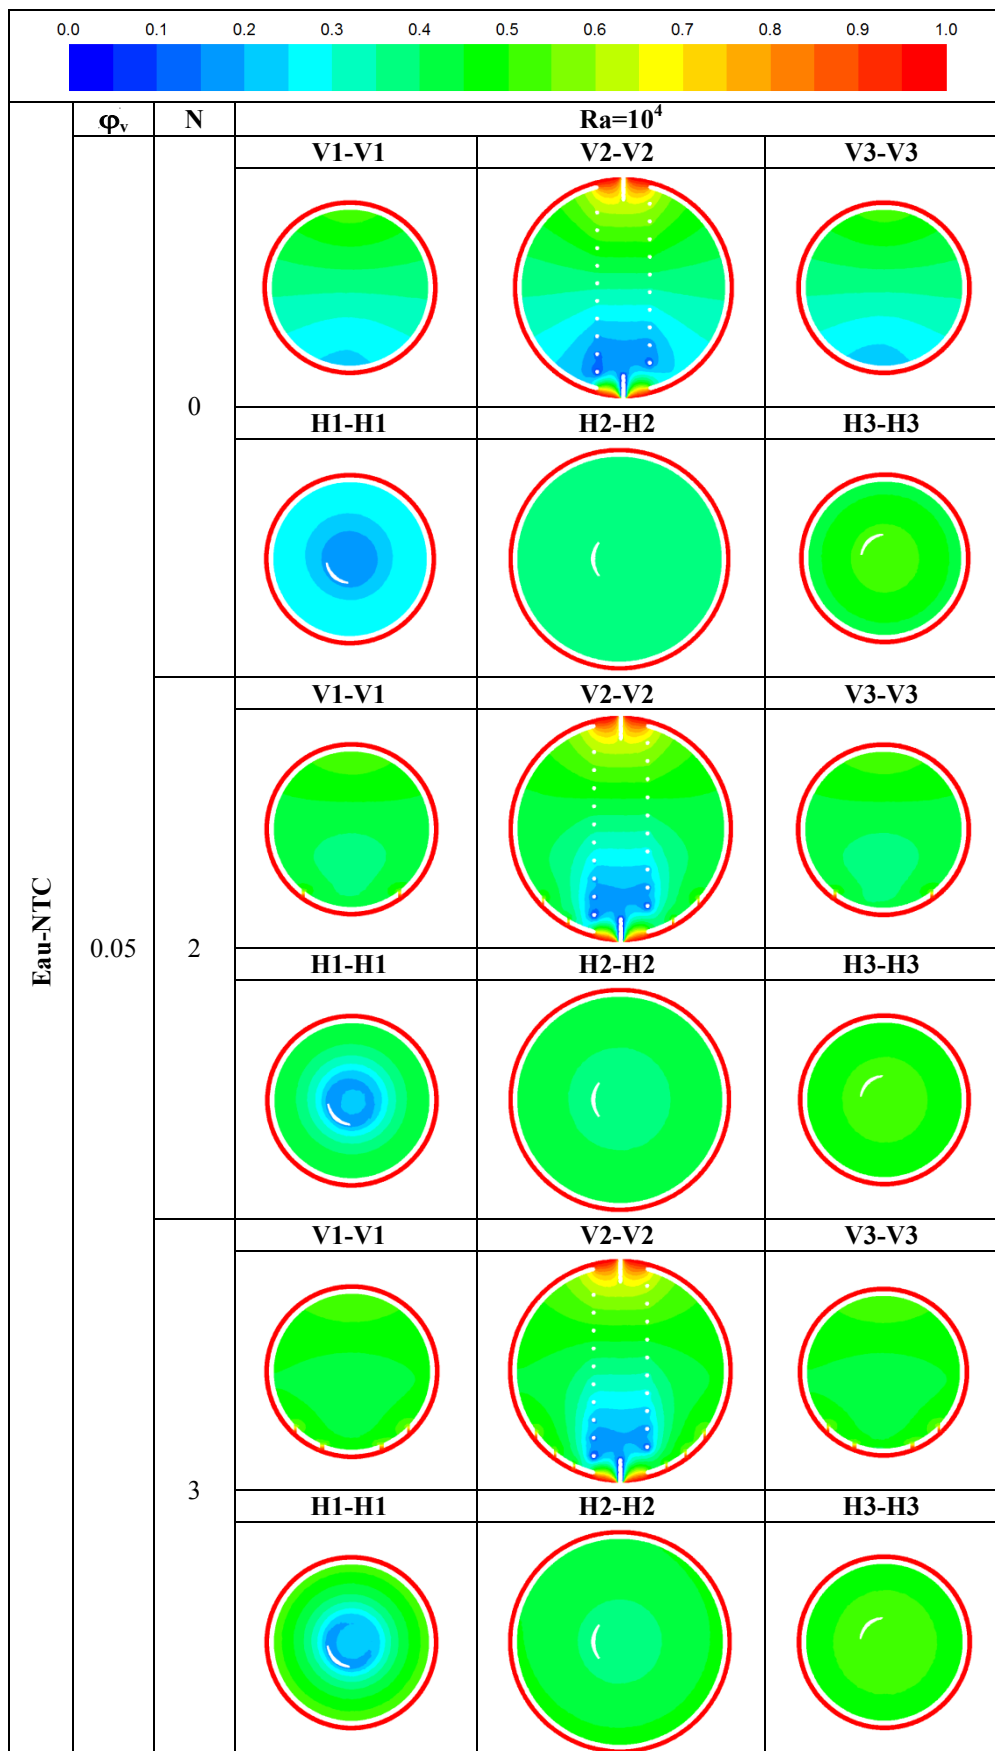 0.0 0.1 0.2 0.3 0.4 0.5 0.6 0.7 0.8 0.9 1.0
φv N Ra=10⁴
V1-V1 V2-V2 V3-V3
0
H1-H1 H2-H2 H3-H3
V1-V1 V2-V2 V3-V3
Eau-NTC 0.05 2
H1-H1 H2-H2 H3-H3
V1-V1 V2-V2 V3-V3
3
H1-H1 H2-H2 H3-H3